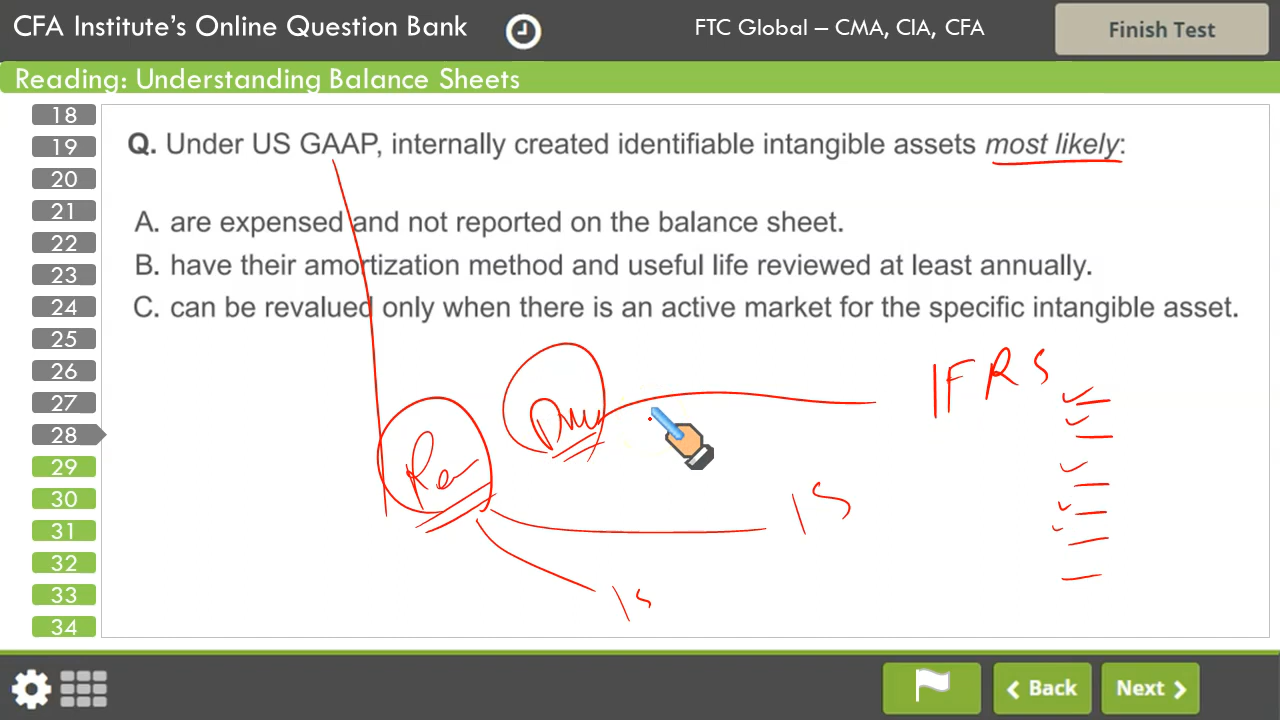 CFA Institute's Online Question Bank
FTC Global – CMA, CIA, CFA
Finish Test
Reading: Understanding Balance Sheets
18
19
20
21
22
23
24
25
26
27
28
29
30
31
32
33
34
Q. Under US GAAP, internally created identifiable intangible assets most likely:
A. are expensed and not reported on the balance sheet.
B. have their amortization method and useful life reviewed at least annually.
C. can be revalued only when there is an active market for the specific intangible asset.
IFRS
IS
IS
Back
Next